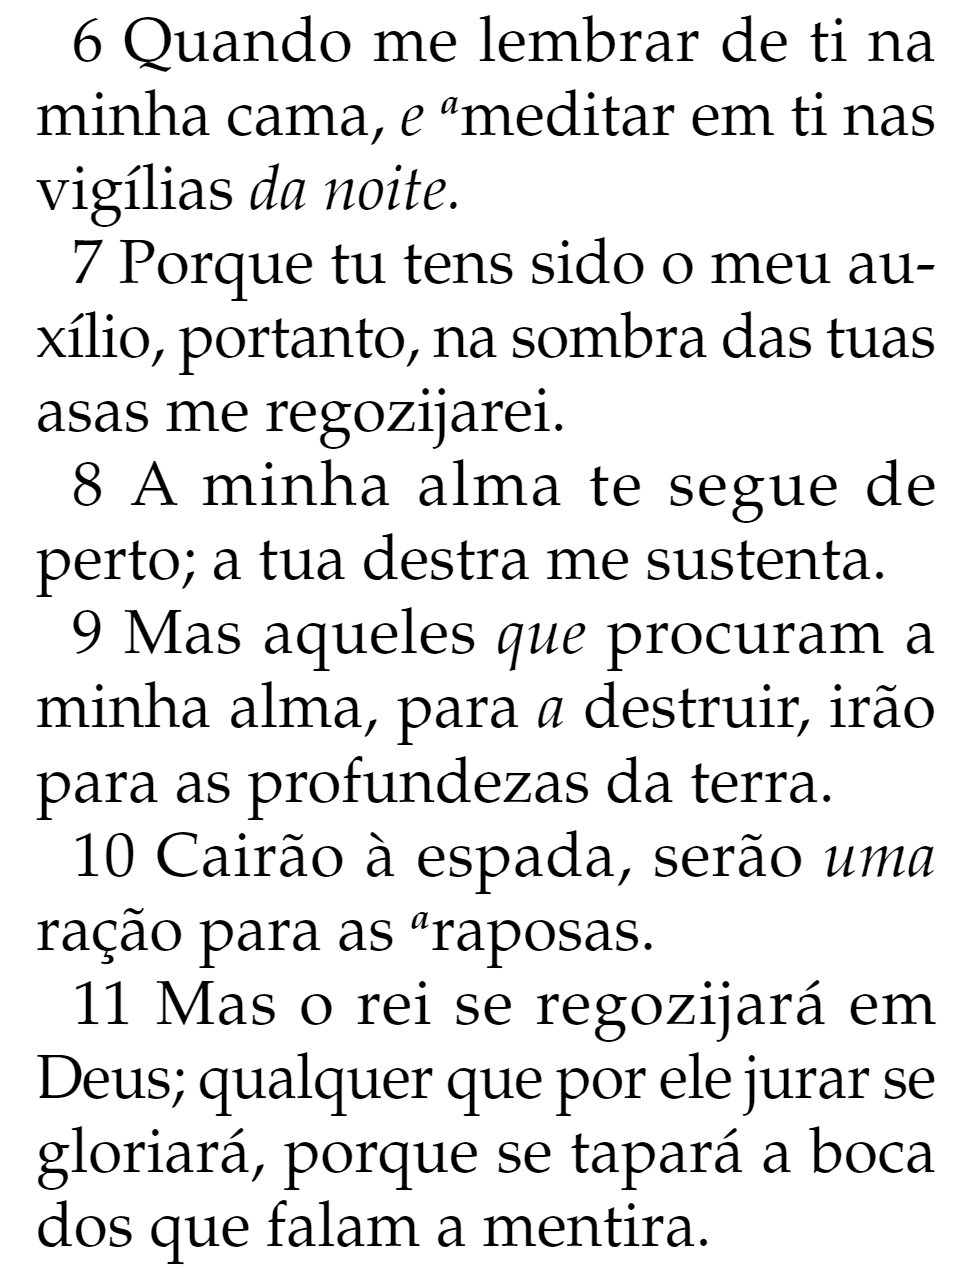 6 Quando me lembrar de ti na
minha cama, e ᵃmeditar em ti nas
vigílias da noite.
7 Porque tu tens sido o meu au-
xílio, portanto, na sombra das tuas
asas me regozijarei.
8 A minha alma te segue de
perto; a tua destra me sustenta.
9 Mas aqueles que procuram a
minha alma, para a destruir, irão
para as profundezas da terra.
10 Cairão à espada, serão uma
ração para as ᵃraposas.
11 Mas o rei se regozijará em
Deus; qualquer que por ele jurar se
gloriará, porque se tapará a boca
dos que falam a mentira.